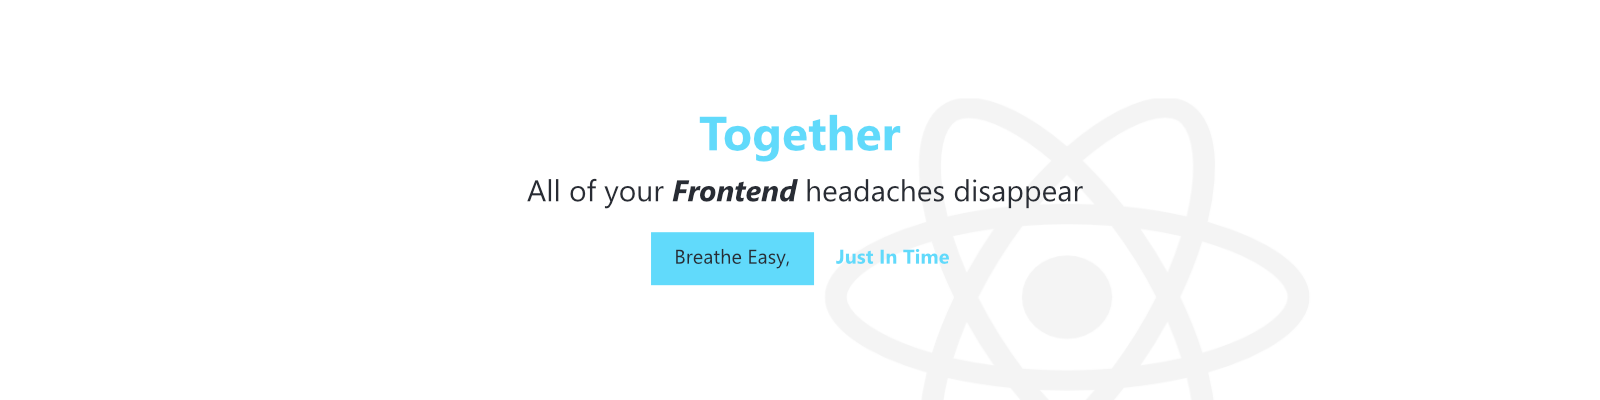 Together
All of your Frontend headaches disappear
Breathe Easy, Just In Time